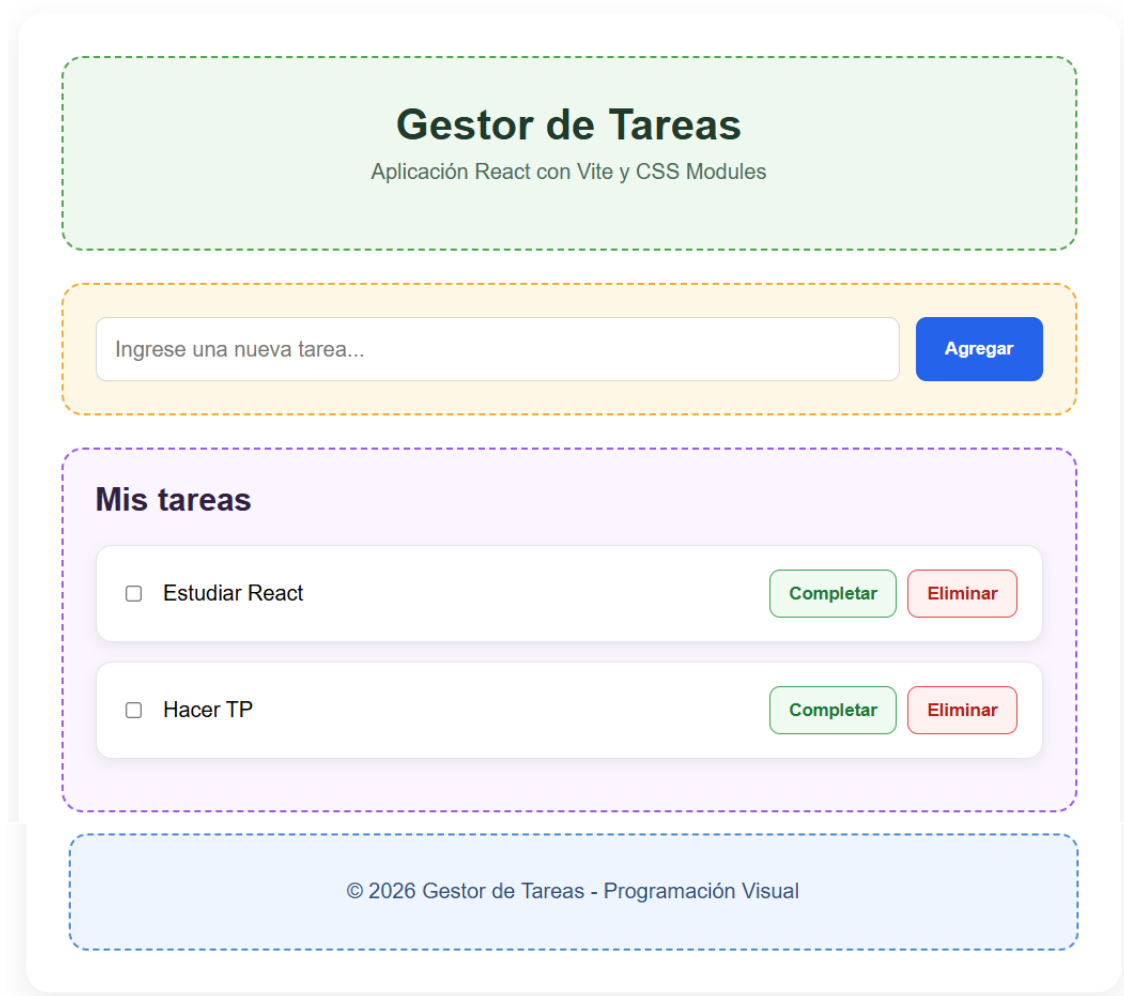 Gestor de Tareas
Aplicación React con Vite y CSS Modules
Ingrese una nueva tarea...
Agregar
Mis tareas
Estudiar React
Completar
Eliminar
Hacer TP
Completar
Eliminar
© 2026 Gestor de Tareas - Programación Visual